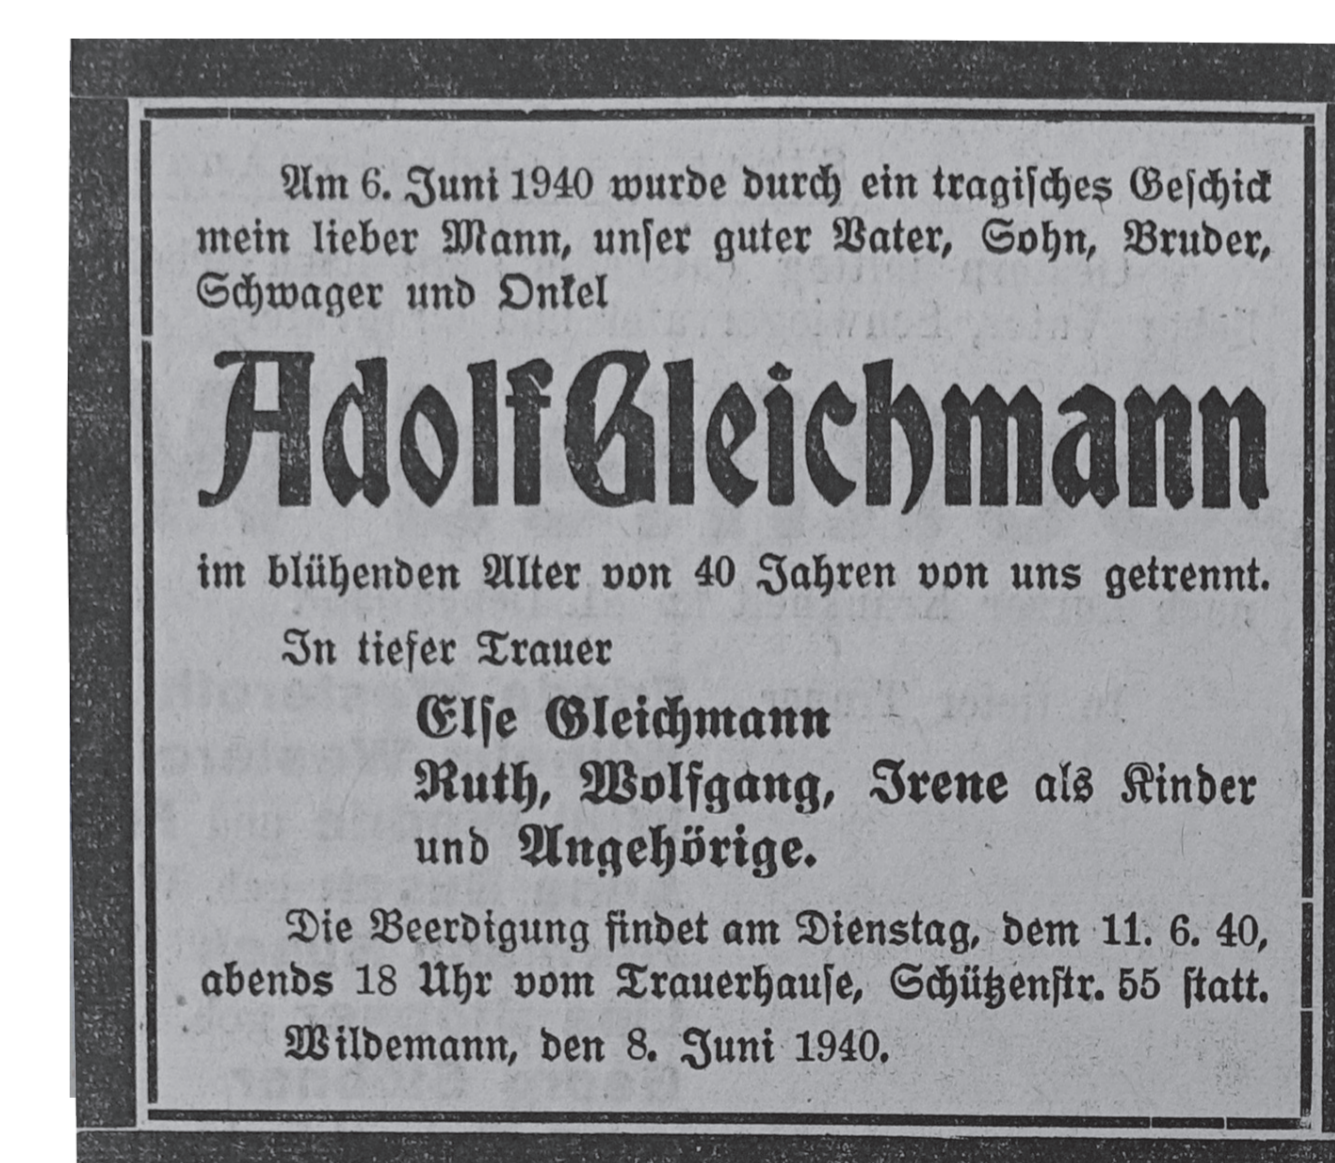 Am 6. Juni 1940 wurde durch ein tragisches Geschick
mein lieber Mann, unser guter Vater, Sohn, Bruder,
Schwager und Onkel
Adolf Gleichmann
im blühenden Alter von 40 Jahren von uns getrennt.
In tiefer Trauer
Else Gleichmann
Ruth, Wolfgang, Irene als Kinder
und Angehörige.
Die Beerdigung findet am Dienstag, dem 11. 6. 40,
abends 18 Uhr vom Trauerhause, Schützenstr. 55 statt.
Wildemann, den 8. Juni 1940.